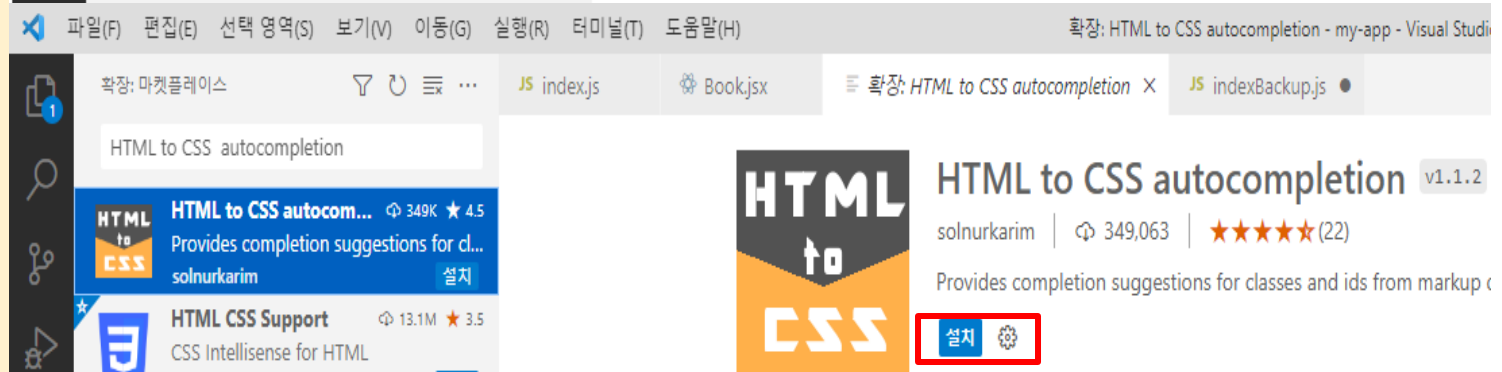 파일(F) 편집(E) 선택 영역(S) 보기(V) 이동(G) 실행(R) 터미널(T) 도움말(H) 확장: HTML to CSS autocompletion - my-app - Visual Studi
확장: 마켓플레이스
JS index.js Book.jsx 확장: HTML to CSS autocompletion × JS indexBackup.js ●
1
HTML to CSS autocompletion
HTML to CSS
HTML to CSS autocom... 349K ★ 4.5
Provides completion suggestions for cl...
solnurkarim 설치
HTML CSS Support 13.1M ★ 3.5
CSS Intellisense for HTML
HTML
to
CSS
HTML to CSS autocompletion v1.1.2
solnurkarim | 349,063 | (22)
Provides completion suggestions for classes and ids from markup
설치